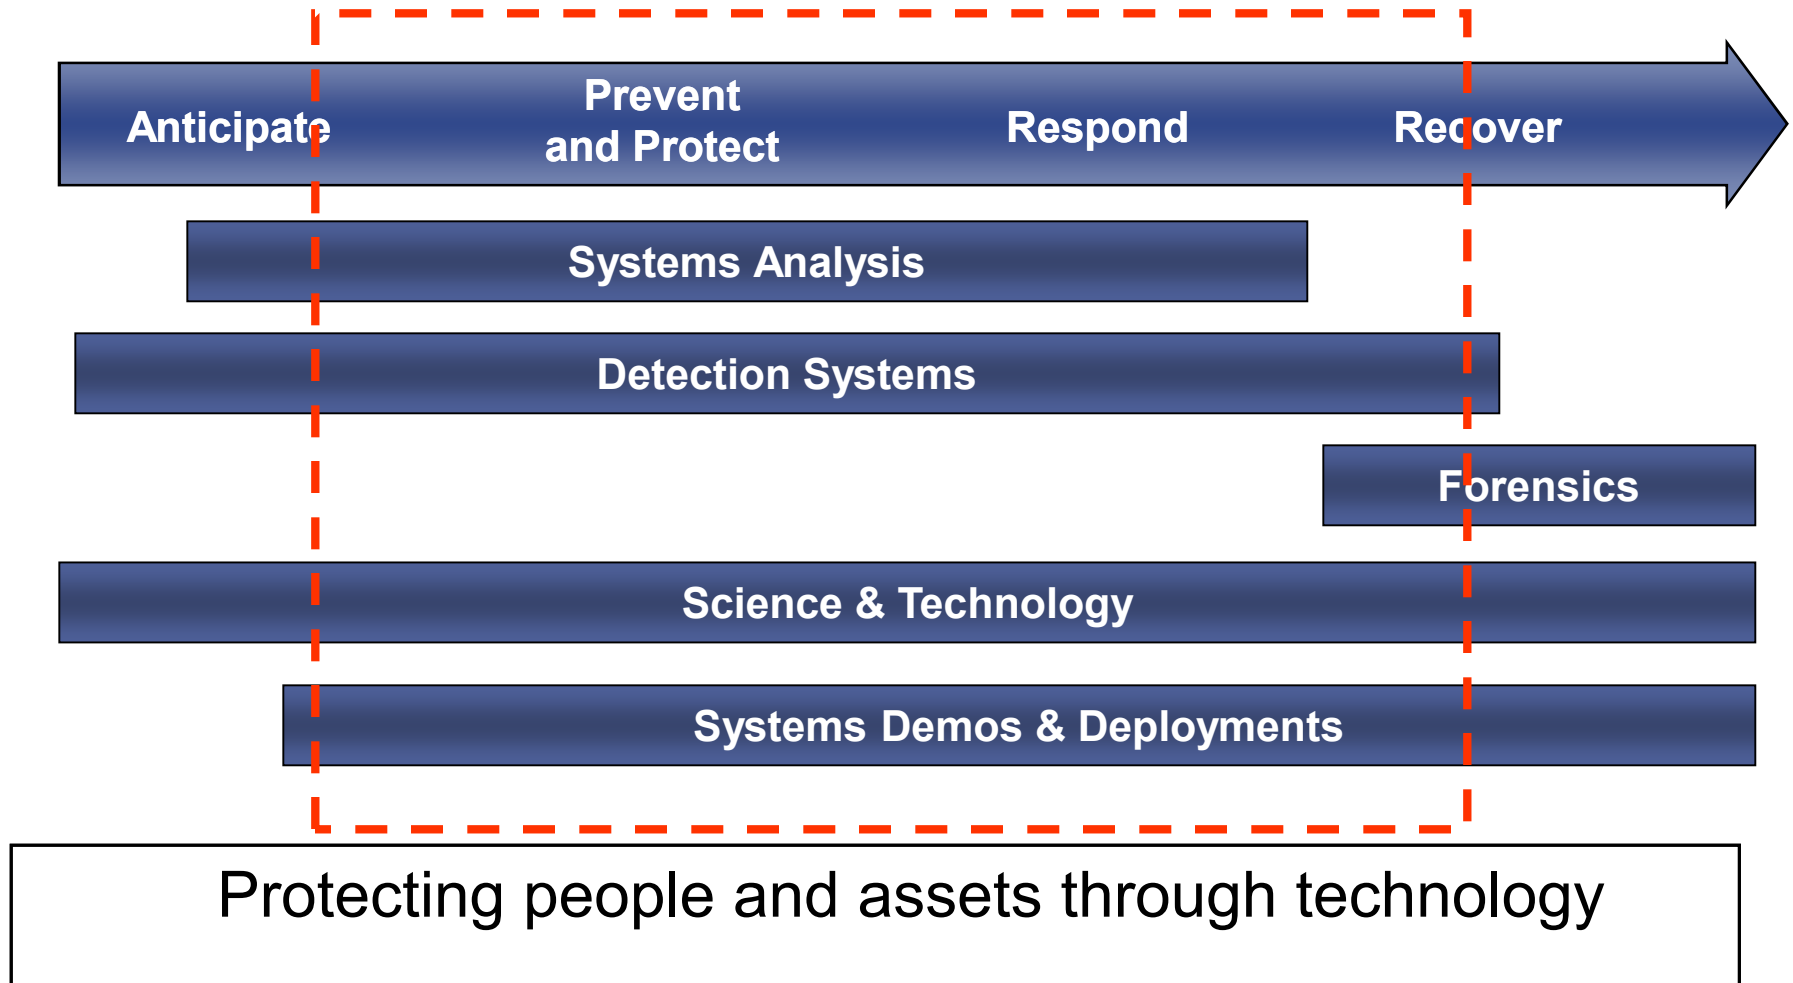 Anticipate
Prevent
and Protect
Respond
Recover
Systems Analysis
Detection Systems
Forensics
Science & Technology
Systems Demos & Deployments
Protecting people and assets through technology